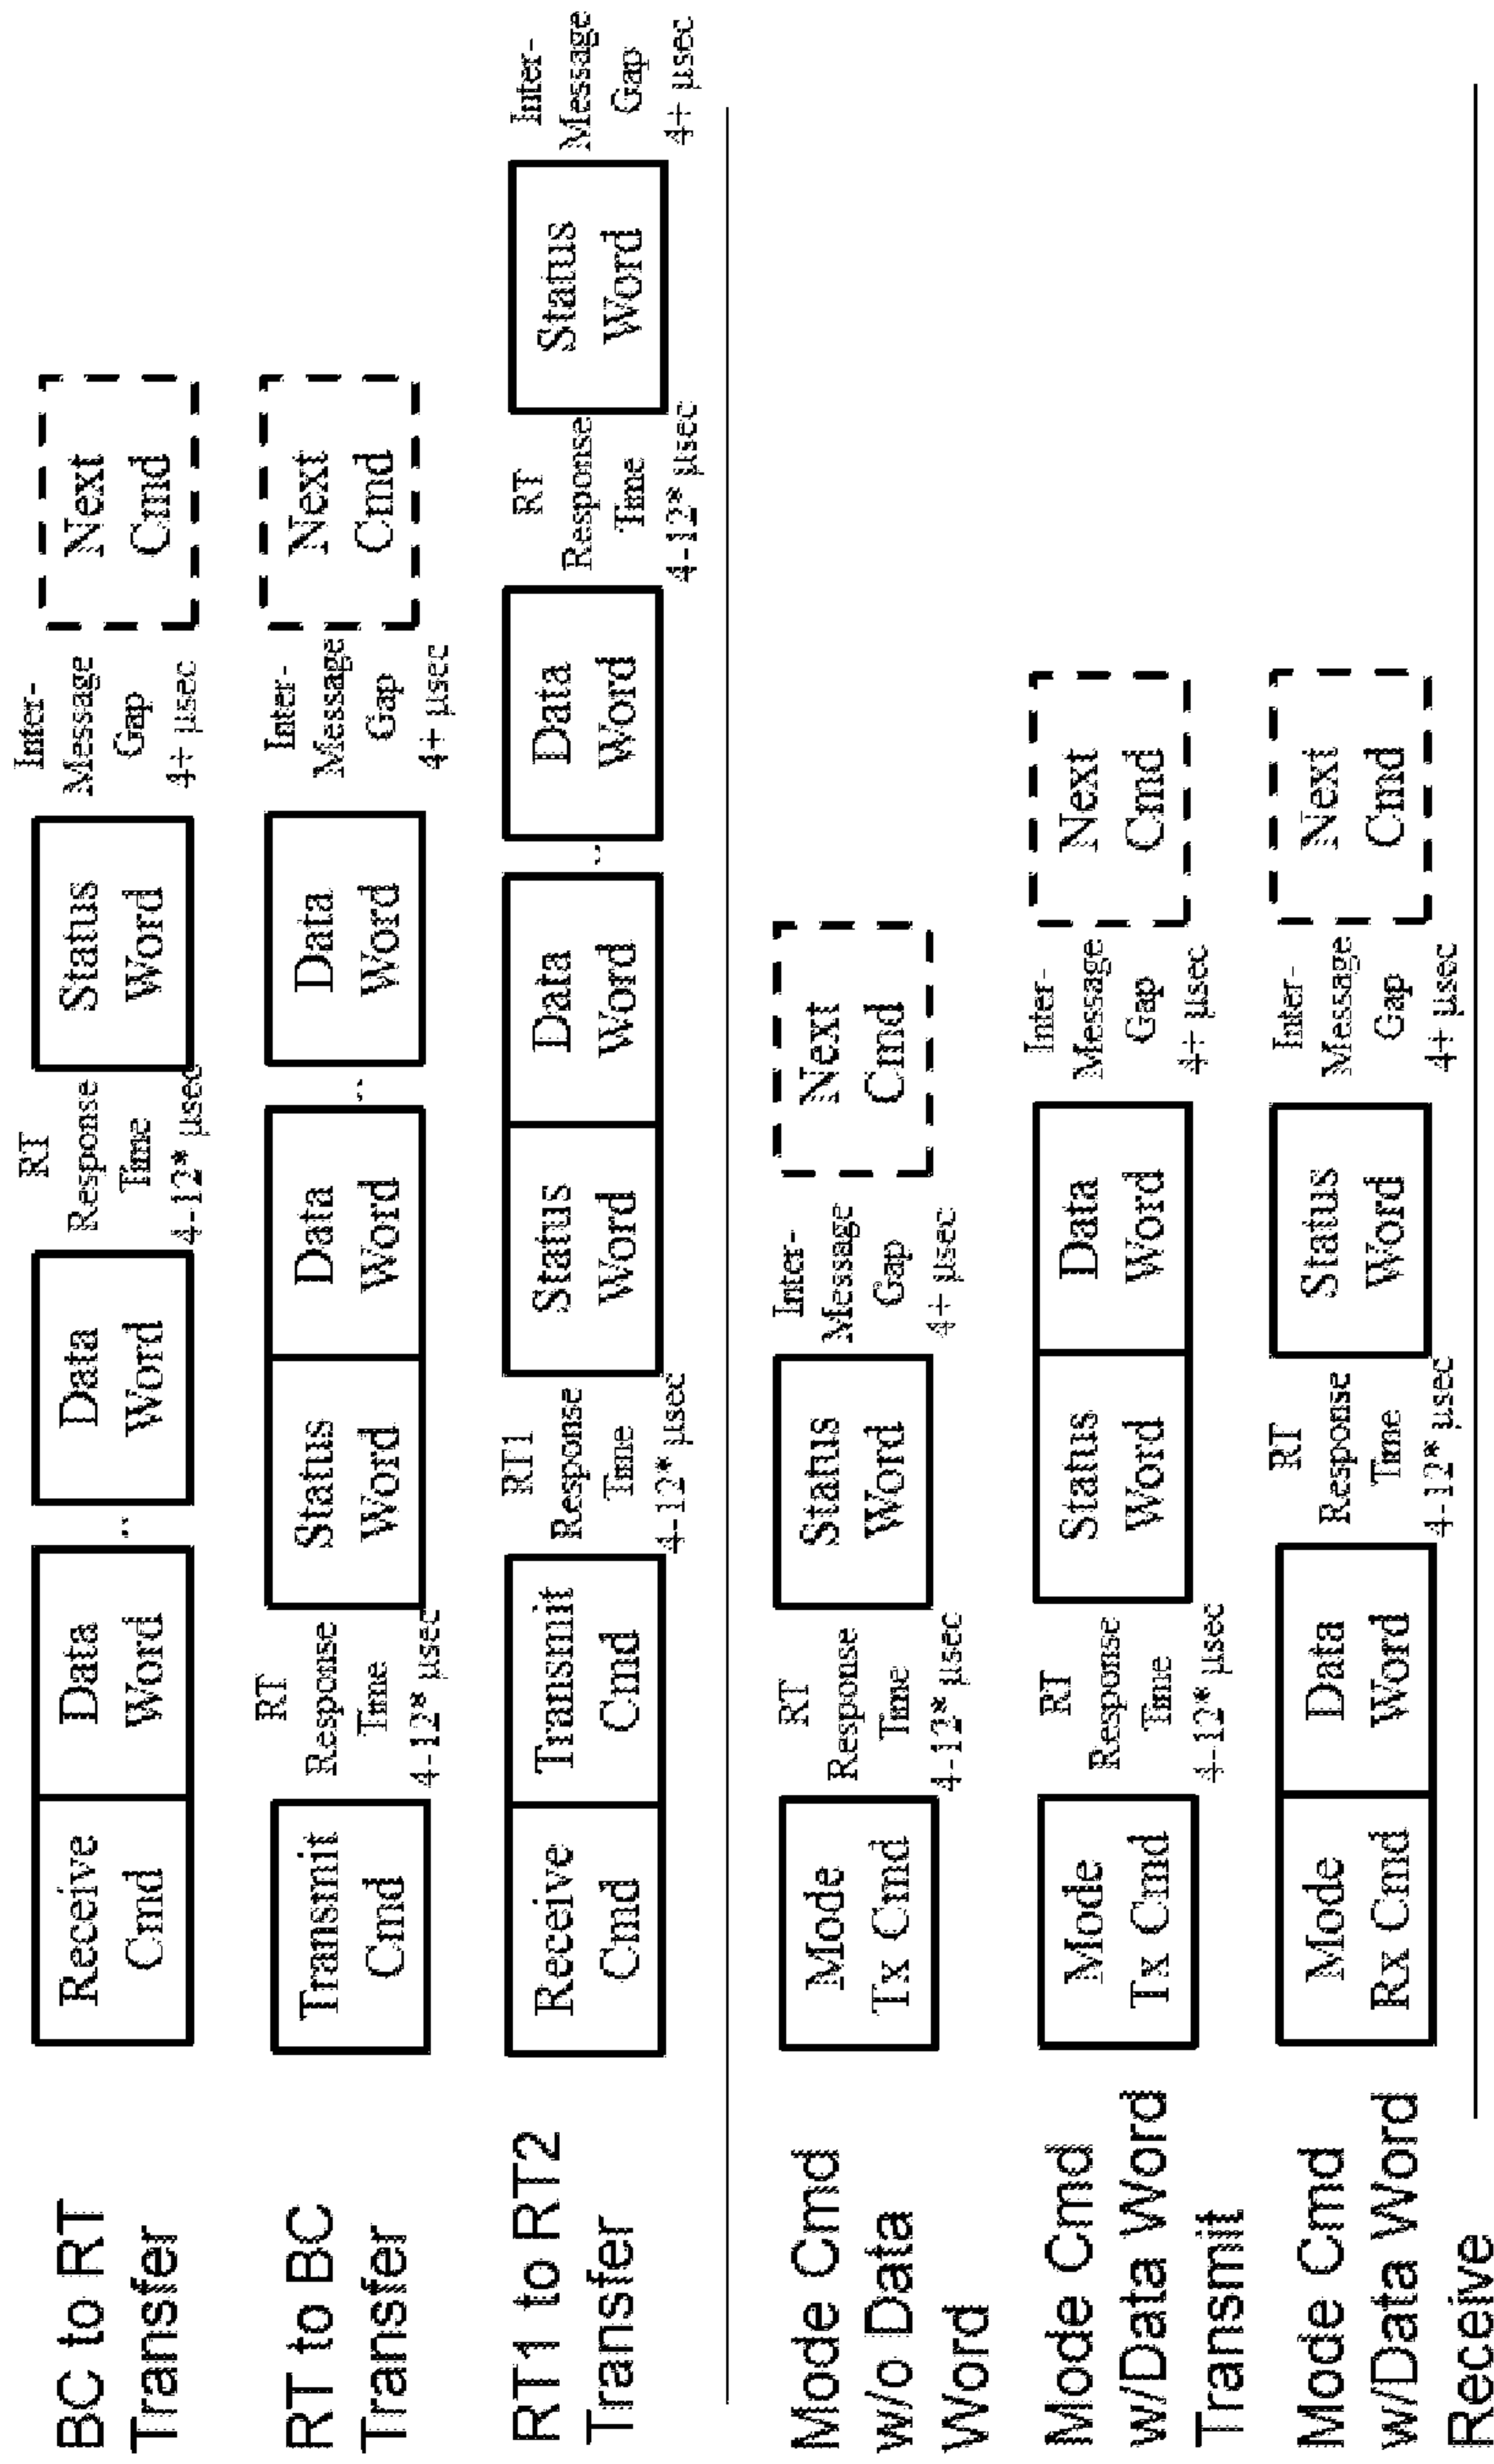 BC to RT
Transfer
Receive
Cmd
Data
Word
..
Data
Word
RT
Response
Time
4-12* µsec
Status
Word
Inter-
Message
Gap
4+ µsec
Next
Cmd
RT to BC
Transfer
Transmit
Cmd
RT
Response
Time
4-12* µsec
Status
Word
Data
Word
..
Data
Word
Inter-
Message
Gap
4+ µsec
Next
Cmd
RT1 to RT2
Transfer
Receive
Cmd
Transmit
Cmd
RT1
Response
Time
4-12* µsec
Status
Word
Data
Word
..
Data
Word
RT
Response
Time
4-12* µsec
Status
Word
Inter-
Message
Gap
4+ µsec
Mode Cmd
w/o Data
Word
Mode
Tx Cmd
RT
Response
Time
4-12* µsec
Status
Word
Inter-
Message
Gap
4+ µsec
Next
Cmd
Mode Cmd
w/Data Word
Transmit
Mode
Tx Cmd
RT
Response
Time
4-12* µsec
Status
Word
Data
Word
Inter-
Message
Gap
4+ µsec
Next
Cmd
Mode Cmd
w/Data Word
Receive
Mode
Rx Cmd
Data
Word
RT
Response
Time
4-12* µsec
Status
Word
Inter-
Message
Gap
4+ µsec
Next
Cmd